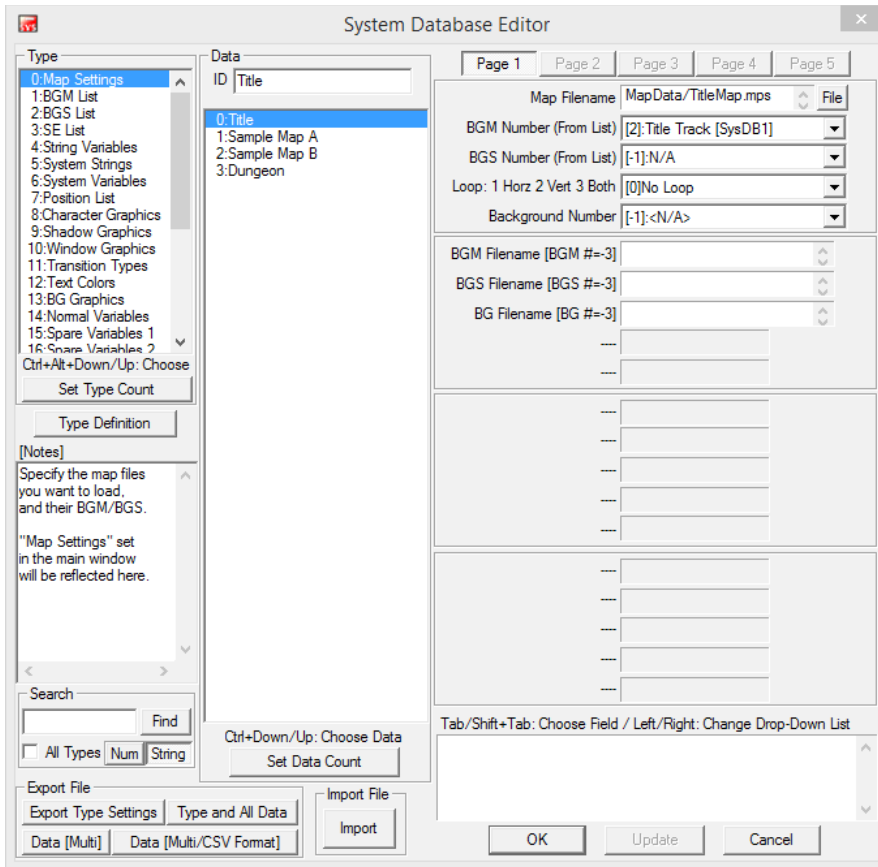 SYS
System Database Editor
Type
0:Map Settings
1:BGM List
2:BGS List
3:SE List
4:String Variables
5:System Strings
6:System Variables
7:Position List
8:Character Graphics
9:Shadow Graphics
10:Window Graphics
11:Transition Types
12:Text Colors
13:BG Graphics
14:Normal Variables
15:Spare Variables 1
16:Spare Variables 2
Ctrl+Alt+Down/Up: Choose
Set Type Count
Type Definition
[Notes]
Specify the map files
you want to load,
and their BGM/BGS.
"Map Settings" set
in the main window
will be reflected here.
Search
Find
All Types
Num
String
Export File
Export Type Settings
Type and All Data
Data [Multi]
Data [Multi/CSV Format]
Data
ID Title
0:Title
1:Sample Map A
2:Sample Map B
3:Dungeon
Ctrl+Down/Up: Choose Data
Set Data Count
Import File
Import
Page 1
Page 2
Page 3
Page 4
Page 5
Map Filename MapData/TitleMap.mps File
BGM Number (From List) [2]:Title Track [SysDB1]
BGS Number (From List) [-1]:N/A
Loop: 1 Horz 2 Vert 3 Both [0]No Loop
Background Number [-1]:<N/A>
BGM Filename [BGM #=-3]
BGS Filename [BGS #=-3]
BG Filename [BG #=-3]
----
----
----
----
----
----
----
----
----
----
----
----
Tab/Shift+Tab: Choose Field / Left/Right: Change Drop-Down List
OK
Update
Cancel